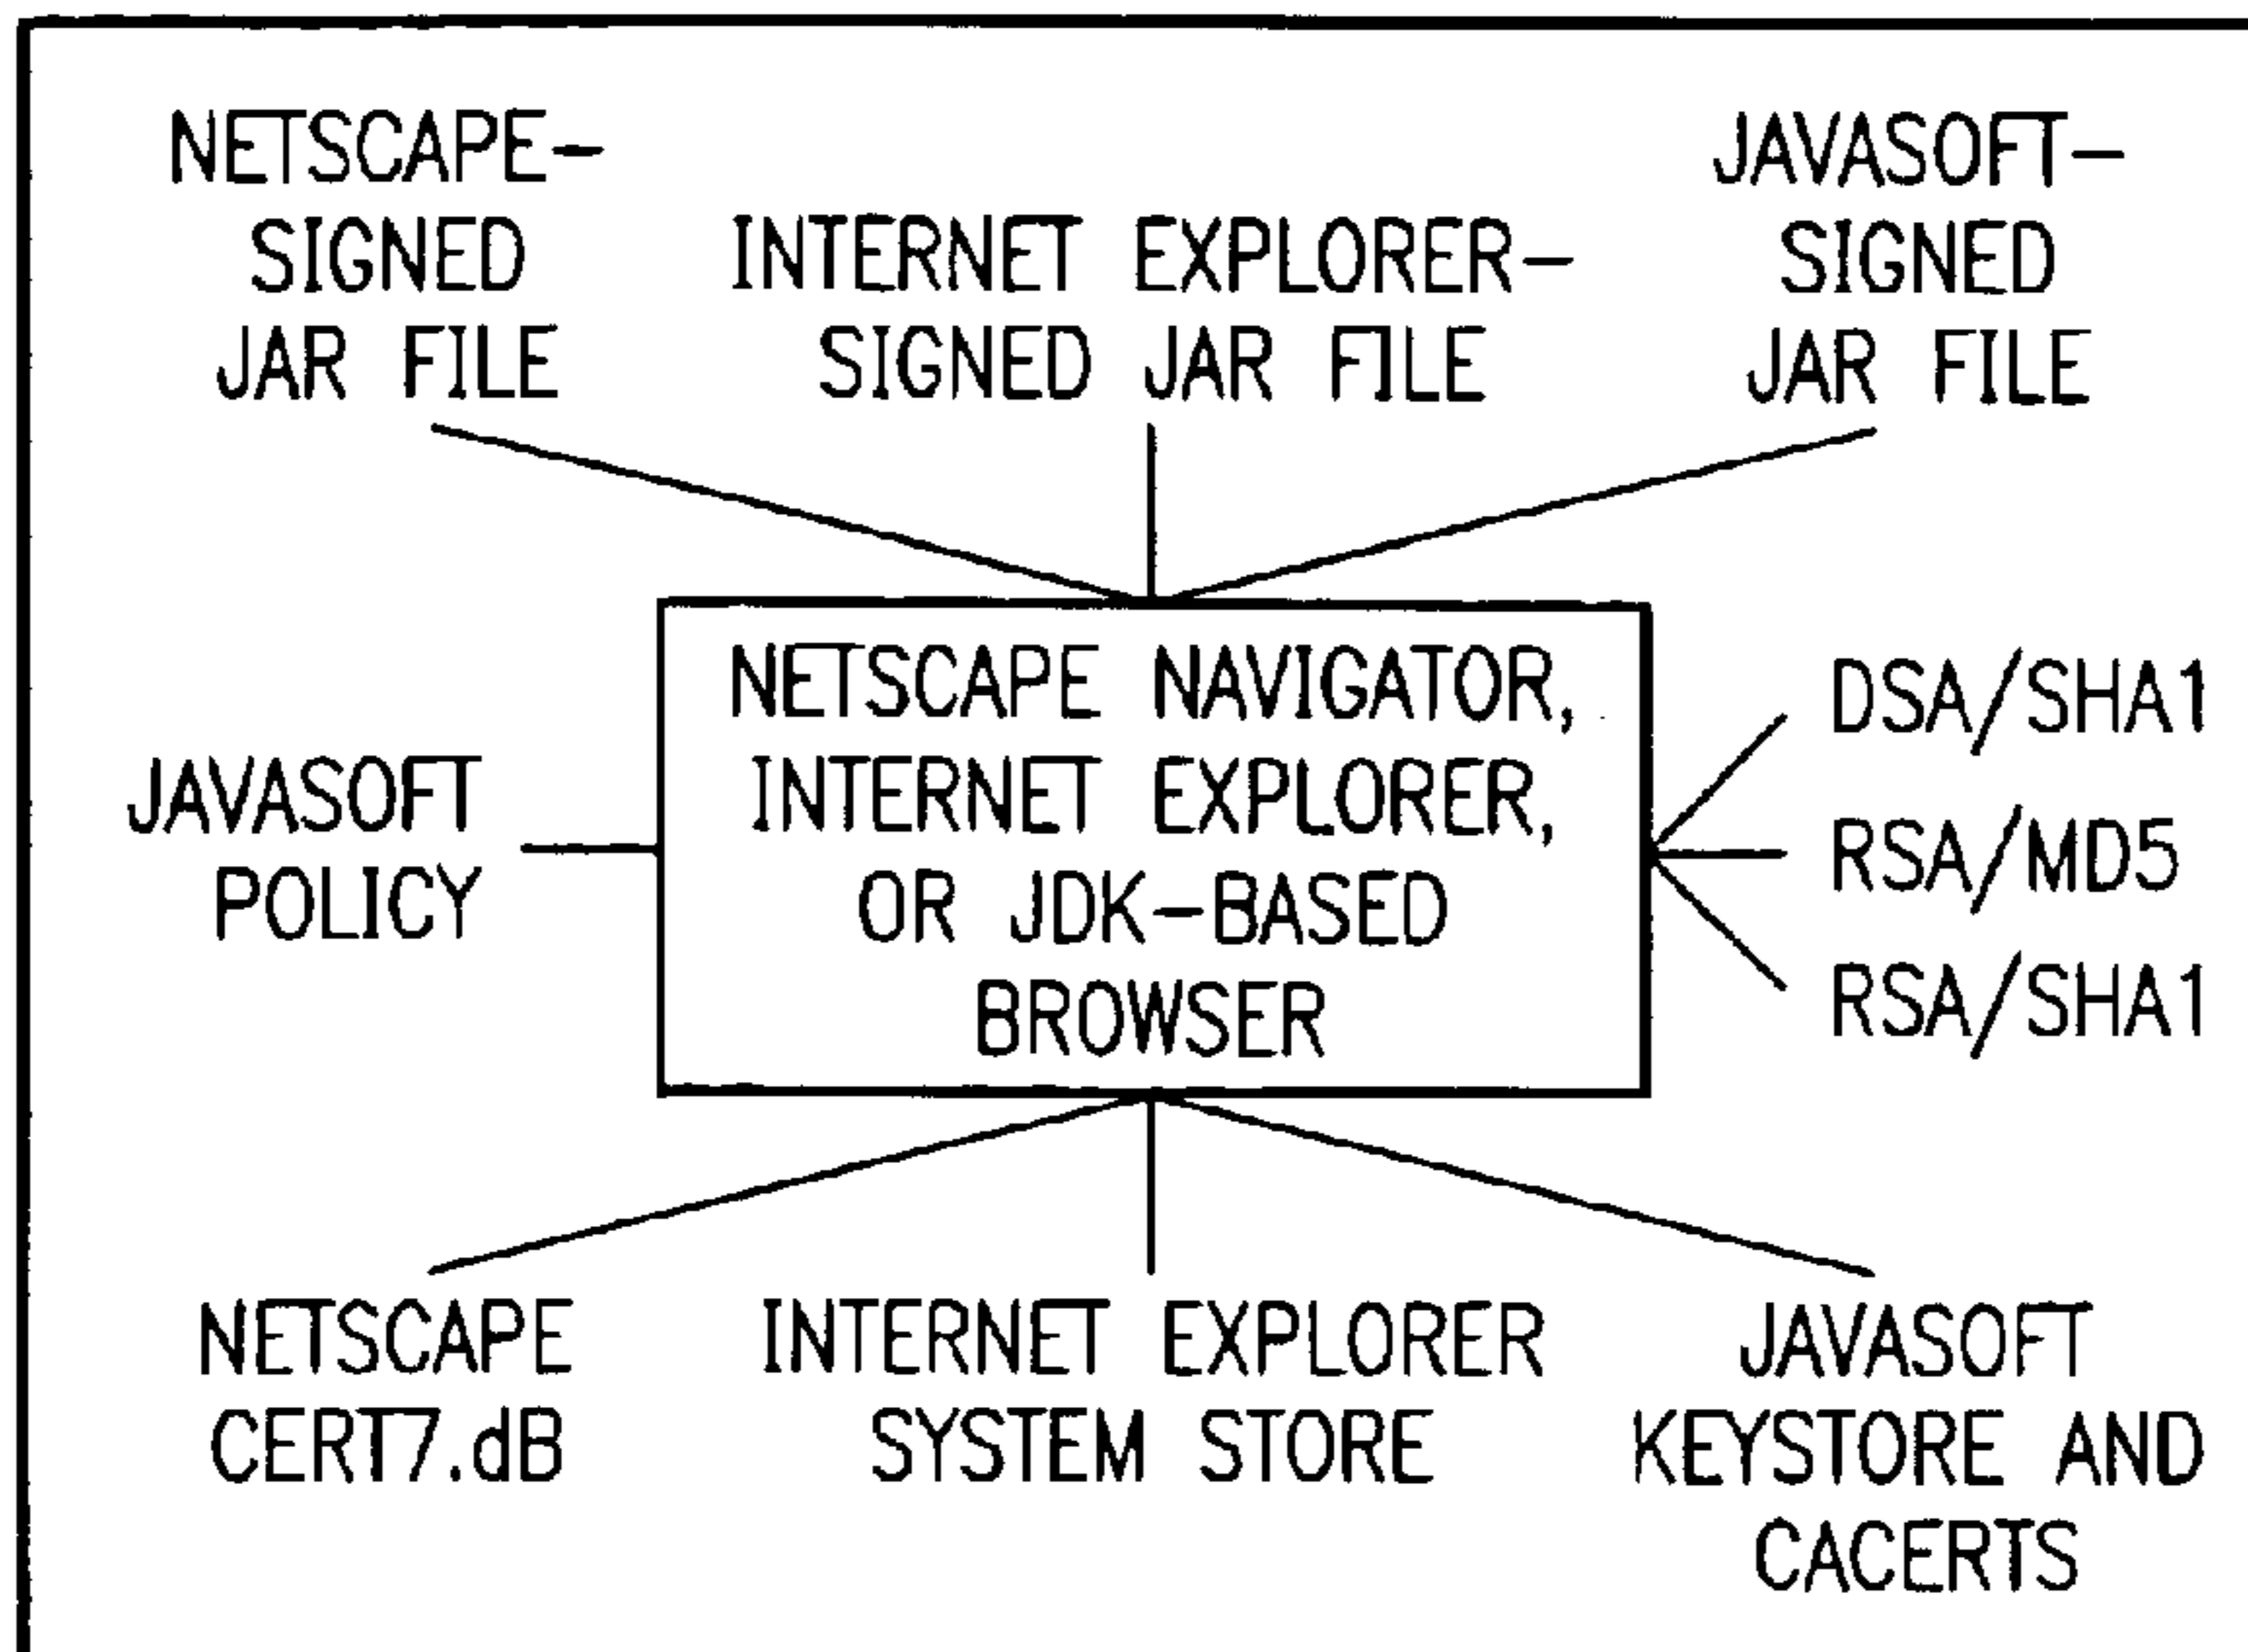 NETSCAPE-
SIGNED
JAR FILE
INTERNET EXPLORER-
SIGNED JAR FILE
JAVASOFT-
SIGNED
JAR FILE
JAVASOFT
POLICY
NETSCAPE NAVIGATOR,
INTERNET EXPLORER,
OR JDK-BASED
BROWSER
DSA/SHA1
RSA/MD5
RSA/SHA1
NETSCAPE
CERT7.dB
INTERNET EXPLORER
SYSTEM STORE
JAVASOFT
KEYSTORE AND
CACERTS